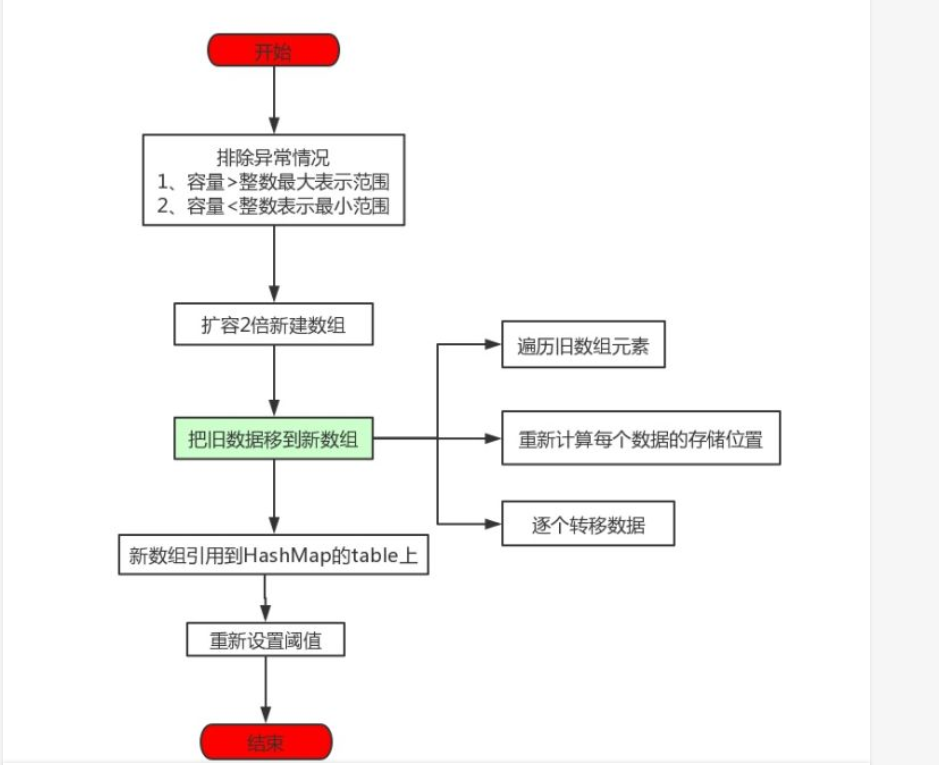 开始
排除异常情况
1、容量>整数最大表示范围
2、容量<整数表示最小范围
扩容2倍新建数组
遍历旧数组元素
把旧数据移到新数组
重新计算每个数据的存储位置
逐个转移数据
新数组引用到HashMap的table上
重新设置阈值
结束